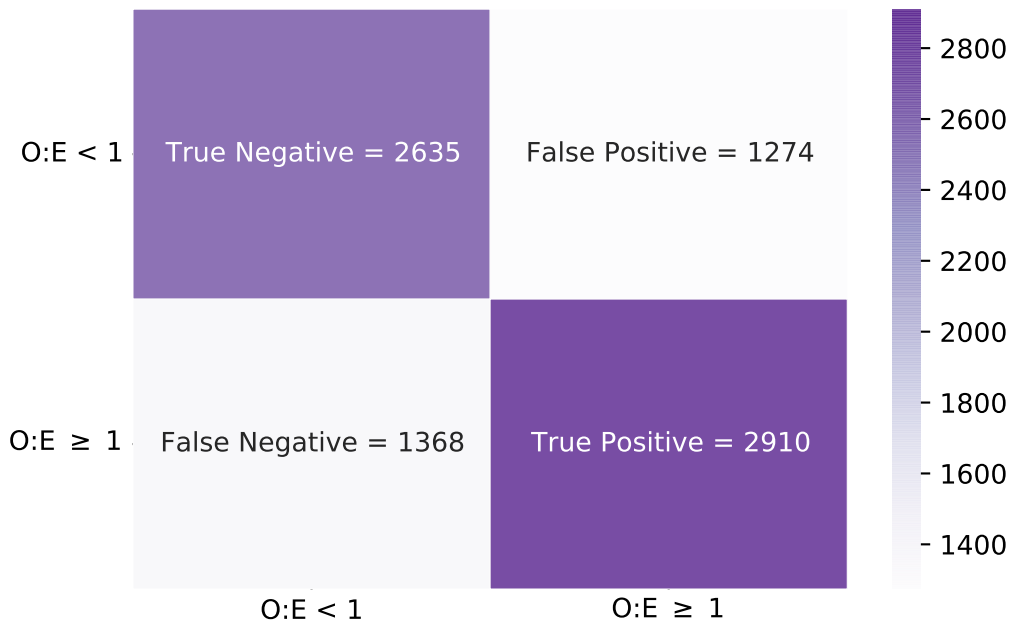 2800
2600
2400
2200
2000
1800
1600
1400
O:E < 1
True Negative = 2635
False Positive = 1274
O:E ≥ 1
False Negative = 1368
True Positive = 2910
O:E < 1
O:E ≥ 1